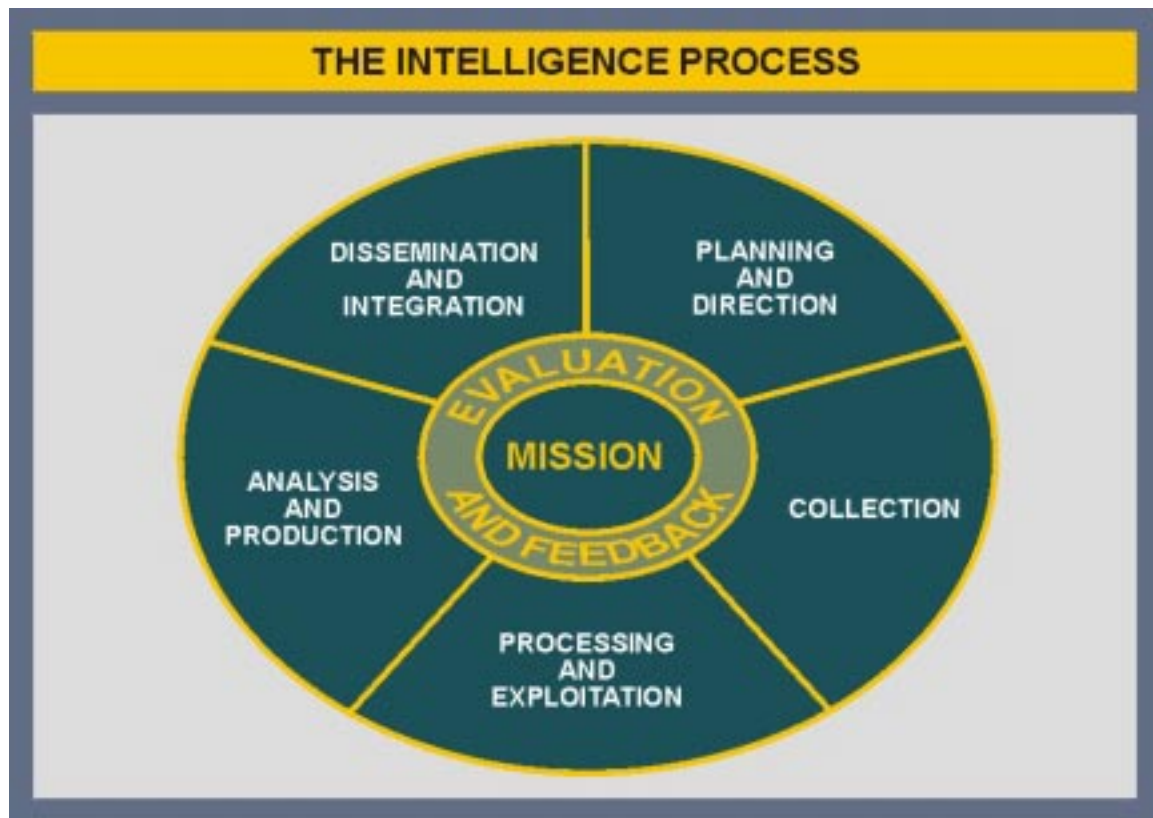 THE INTELLIGENCE PROCESS
DISSEMINATION
AND
INTEGRATION
PLANNING
AND
DIRECTION
EVALUATION
MISSION
AND FEEDBACK
ANALYSIS
AND
PRODUCTION
COLLECTION
PROCESSING
AND
EXPLOITATION